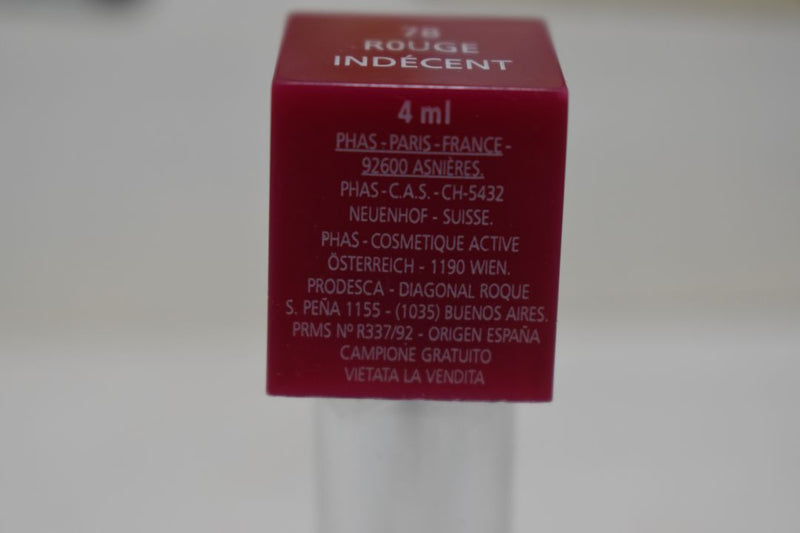 78
ROUGE
INDÉCENT
4 ml
PHAS - PARIS - FRANCE -
92600 ASNIÈRES.
PHAS - C.A.S. - CH-5432
NEUENHOF - SUISSE.
PHAS - COSMETIQUE ACTIVE
ÖSTERREICH - 1190 WIEN.
PRODESCA - DIAGONAL ROQUE
S. PEÑA 1155 - (1035) BUENOS AIRES.
PRMS Nº R337/92 - ORIGEN ESPAÑA
CAMPIONE GRATUITO
VIETATA LA VENDITA